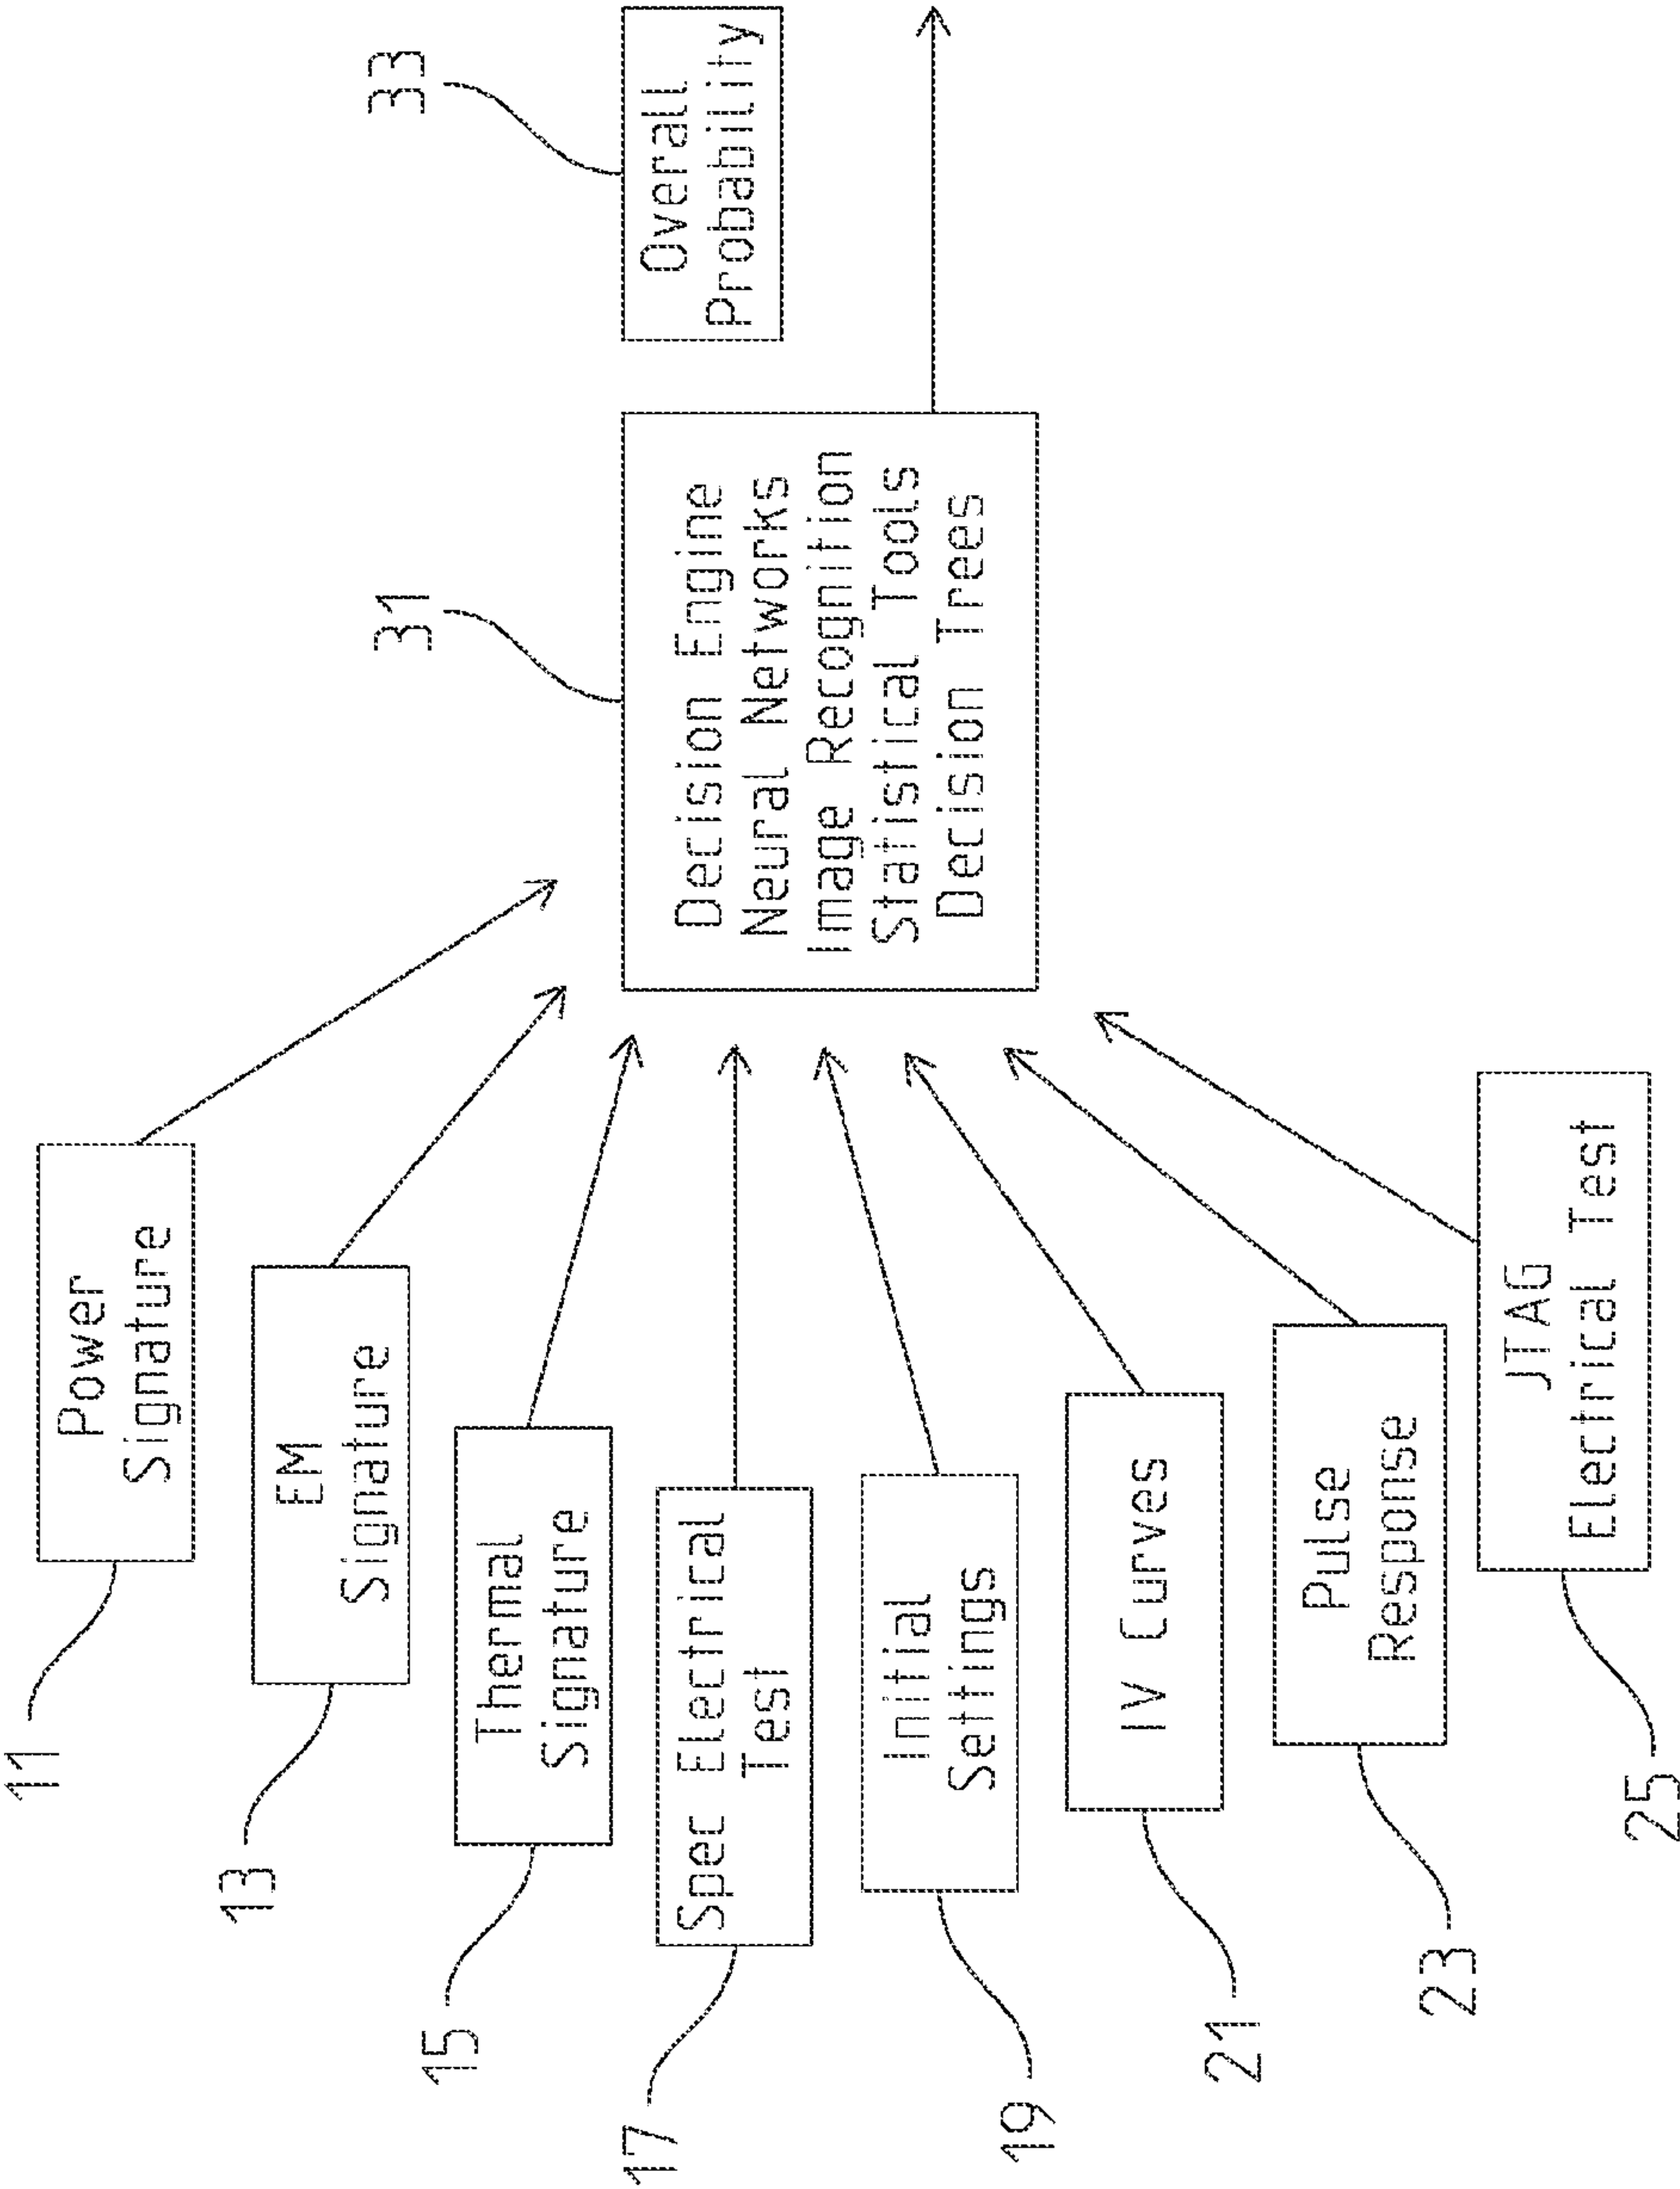 11
Power
Signature
13
EM
Signature
15
Thermal
Signature
17
Spec Electrical
Test
19
Initial
Settings
21
IV Curves
23
Pulse
Response
25
JTAG
Electrical Test
31
Decision Engine
Neural Networks
Image Recognition
Statistical Tools
Decision Trees
33
Overall
Probability